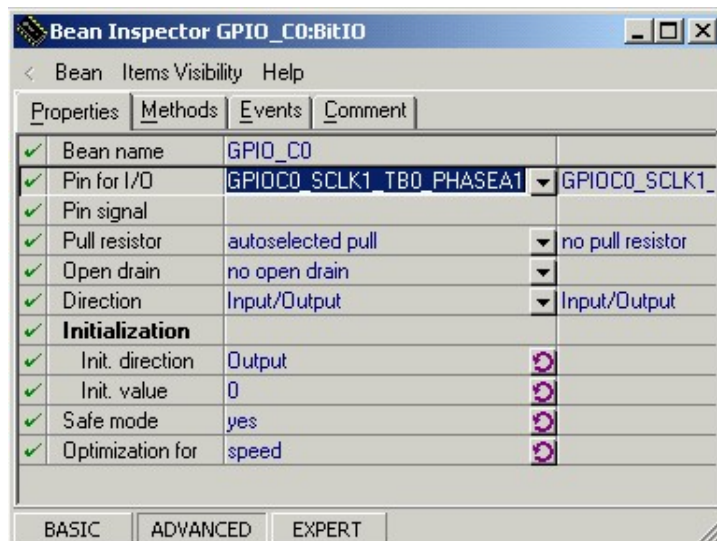 Bean Inspector GPIO_C0:BitIO
< Bean Items Visibility Help
Properties Methods Events Comment
Bean name GPIO_C0
Pin for I/O GPIOC0_SCLK1_TB0_PHASEA1 GPIOC0_SCLK1_
Pin signal
Pull resistor autoselected pull no pull resistor
Open drain no open drain
Direction Input/Output Input/Output
Initialization
Init. direction Output
Init. value 0
Safe mode yes
Optimization for speed
BASIC ADVANCED EXPERT